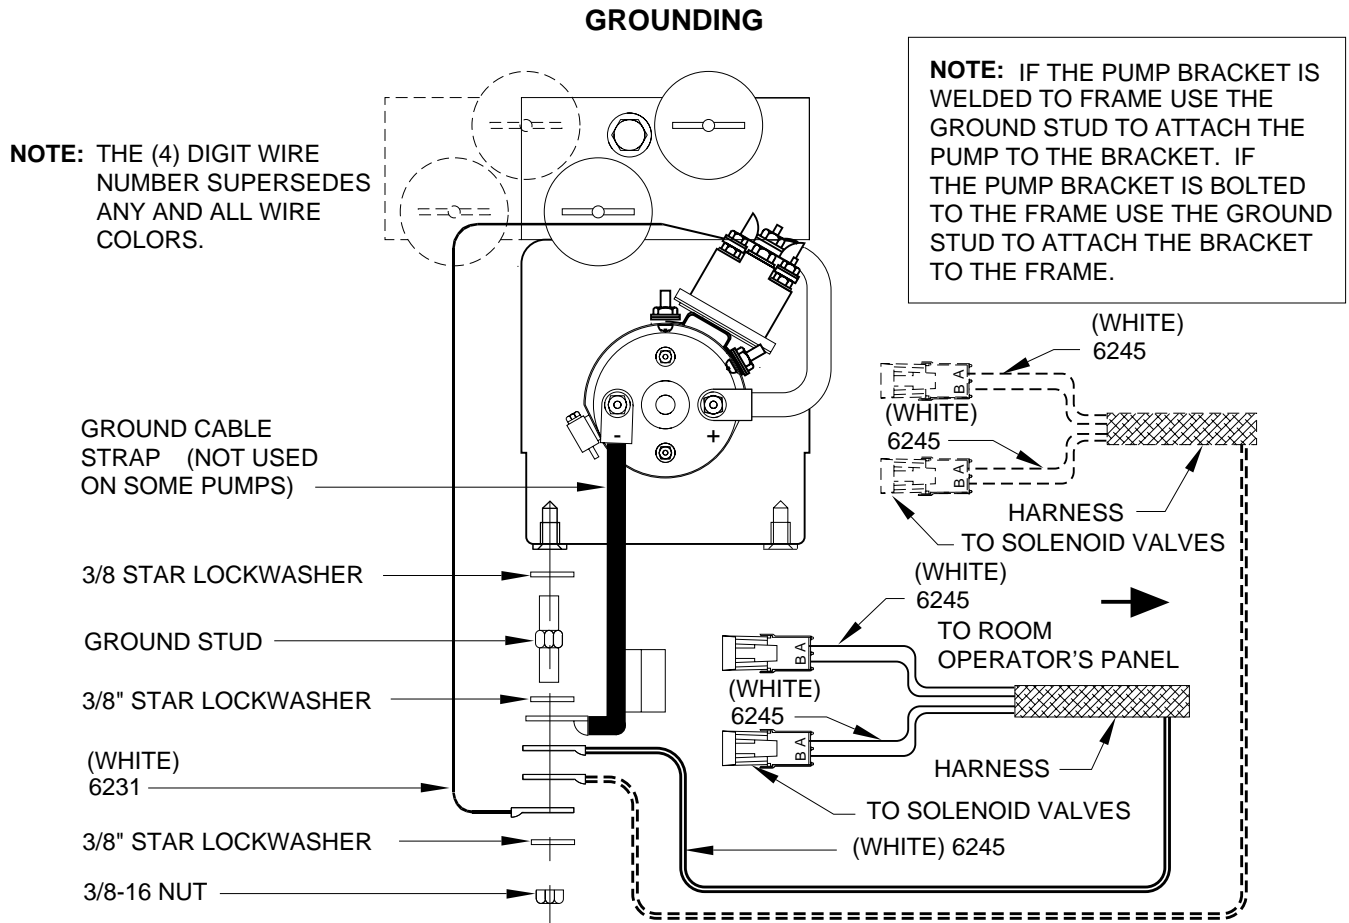 GROUNDING
NOTE: THE (4) DIGIT WIRE
NUMBER SUPERSEDES
ANY AND ALL WIRE
COLORS.
NOTE: IF THE PUMP BRACKET IS
WELDED TO FRAME USE THE
GROUND STUD TO ATTACH THE
PUMP TO THE BRACKET. IF
THE PUMP BRACKET IS BOLTED
TO THE FRAME USE THE GROUND
STUD TO ATTACH THE BRACKET
TO THE FRAME.
(WHITE)
6245
B A
(WHITE)
6245
B A
HARNESS
TO SOLENOID VALVES
- +
GROUND CABLE
STRAP (NOT USED
ON SOME PUMPS)
3/8 STAR LOCKWASHER
GROUND STUD
3/8" STAR LOCKWASHER
(WHITE)
6231
3/8" STAR LOCKWASHER
3/8-16 NUT
(WHITE)
6245
TO ROOM
OPERATOR'S PANEL
B A
(WHITE)
6245
B A
HARNESS
TO SOLENOID VALVES
(WHITE) 6245